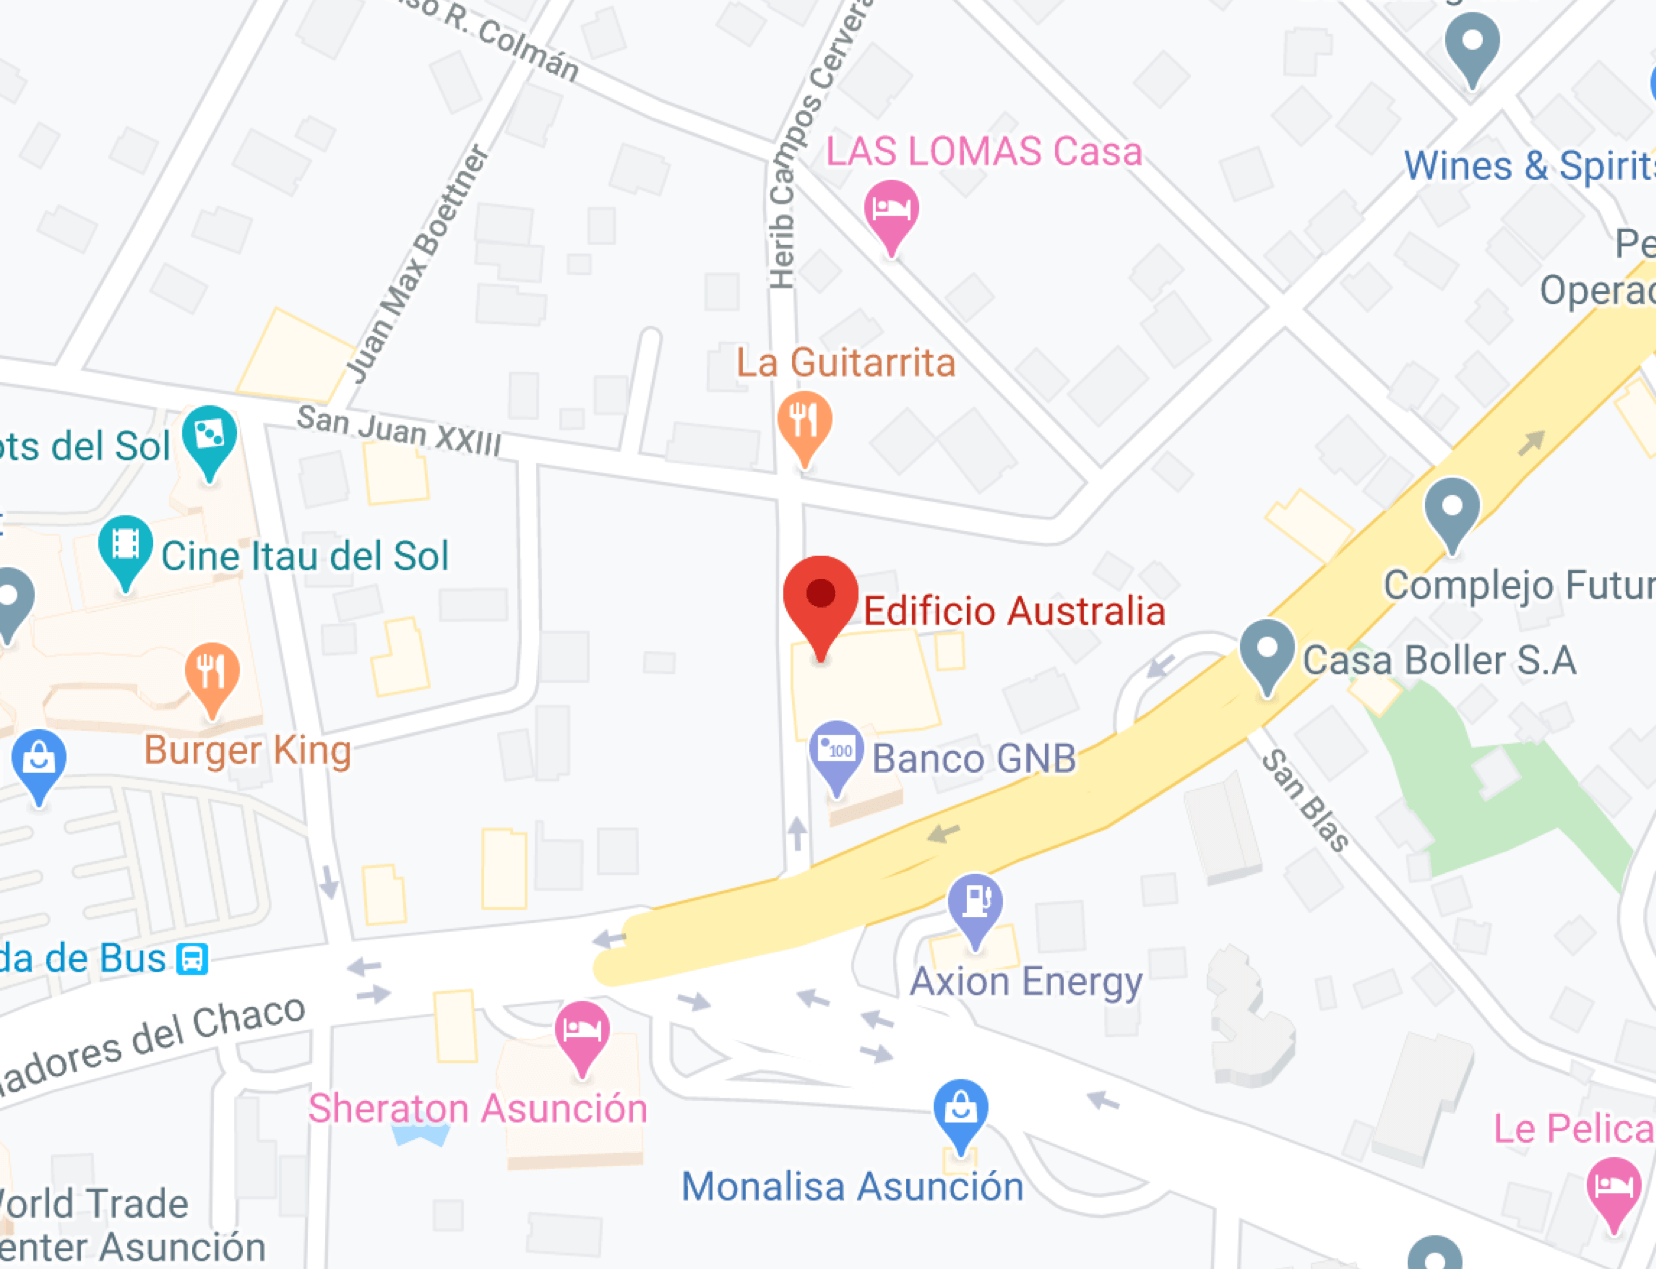 so R. Colmán
Herib Campos Cervera
LAS LOMAS Casa
Wines & Spirits
Juan Max Boettner
La Guitarrita
San Juan XXIII
ots del Sol
Cine Itau del Sol
Edificio Australia
Complejo Futur
Casa Boller S.A
Burger King
Banco GNB
100
San Blas
da de Bus
Axion Energy
adores del Chaco
Sheraton Asunción
Monalisa Asunción
Le Pelica
orld Trade
enter Asunción
Pe
Operac